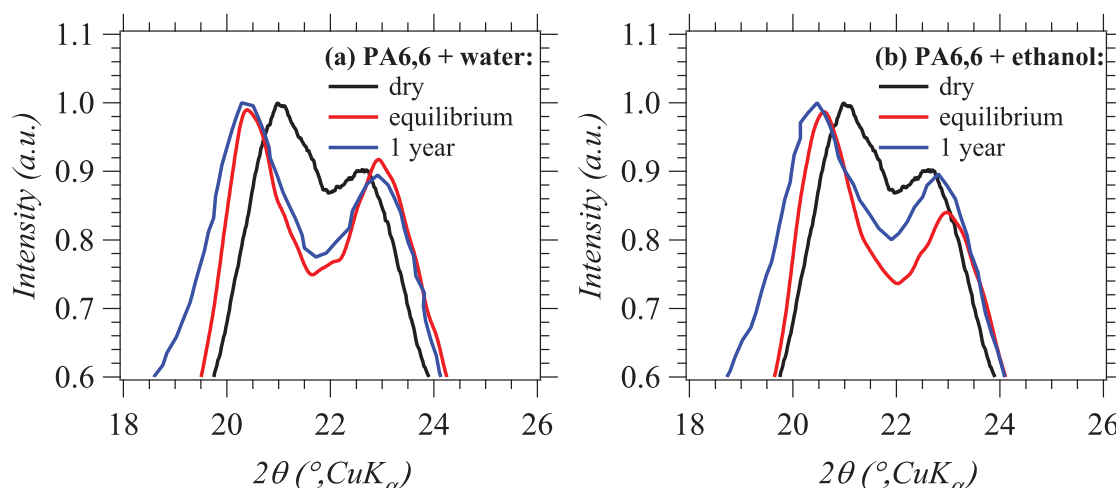 (a) PA6,6 + water:
dry
equilibrium
1 year
Intensity (a.u.)
1.1
1.0
0.9
0.8
0.7
0.6
18
20
22
24
26
2θ (°,CuKα)
(b) PA6,6 + ethanol:
dry
equilibrium
1 year
Intensity (a.u.)
1.1
1.0
0.9
0.8
0.7
0.6
18
20
22
24
26
2θ (°,CuKα)